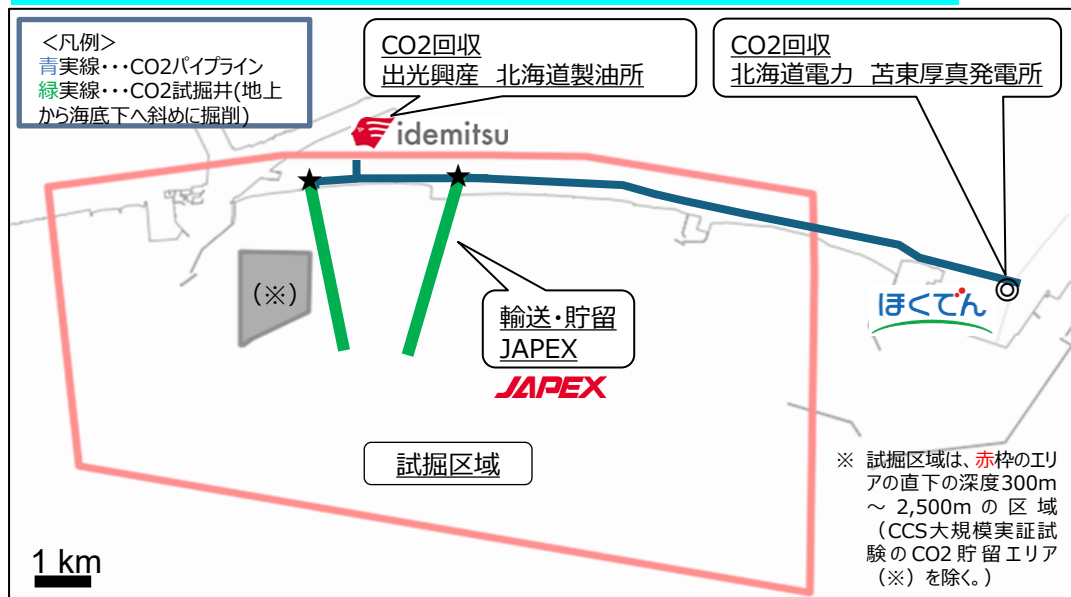 <凡例>
青実線・・・CO2パイプライン
緑実線・・・CO2試掘井(地上
から海底下へ斜めに掘削)
CO2回収
出光興産 北海道製油所
CO2回収
北海道電力 苫東厚真発電所
idemitsu
(※)
輸送・貯留
JAPEX
JAPEX
ほくでん
試掘区域
※ 試掘区域は、赤枠のエリ
アの直下の深度300m
~ 2,500m の 区 域
(CCS大規模実証試
験のCO2 貯留エリア
(※) を除く。)
1 km